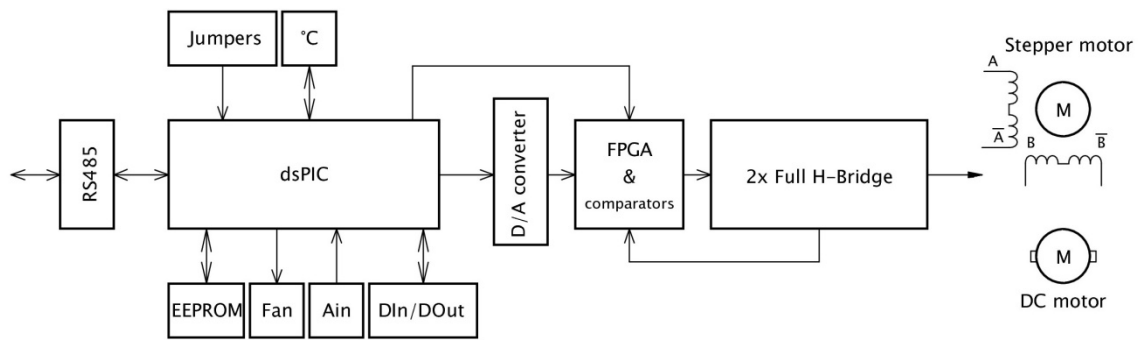 Jumpers
°C
Stepper motor
A
M
A̅
B
B̅
RS485
dsPIC
D/A converter
FPGA
&
comparators
2x Full H-Bridge
EEPROM
Fan
Ain
DIn/DOut
M
DC motor